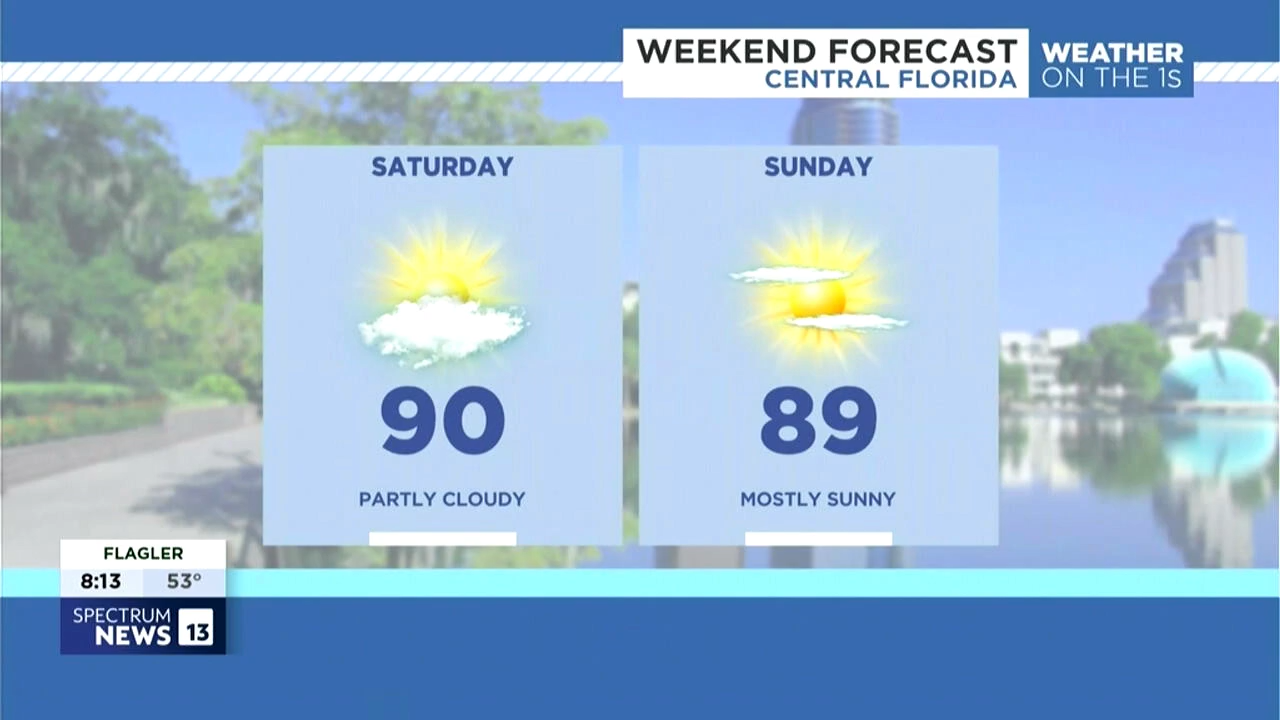 WEEKEND FORECAST
CENTRAL FLORIDA
WEATHER
ON THE 1S
SATURDAY
90
PARTLY CLOUDY
SUNDAY
89
MOSTLY SUNNY
FLAGLER
8:13 53°
SPECTRUM
NEWS 13